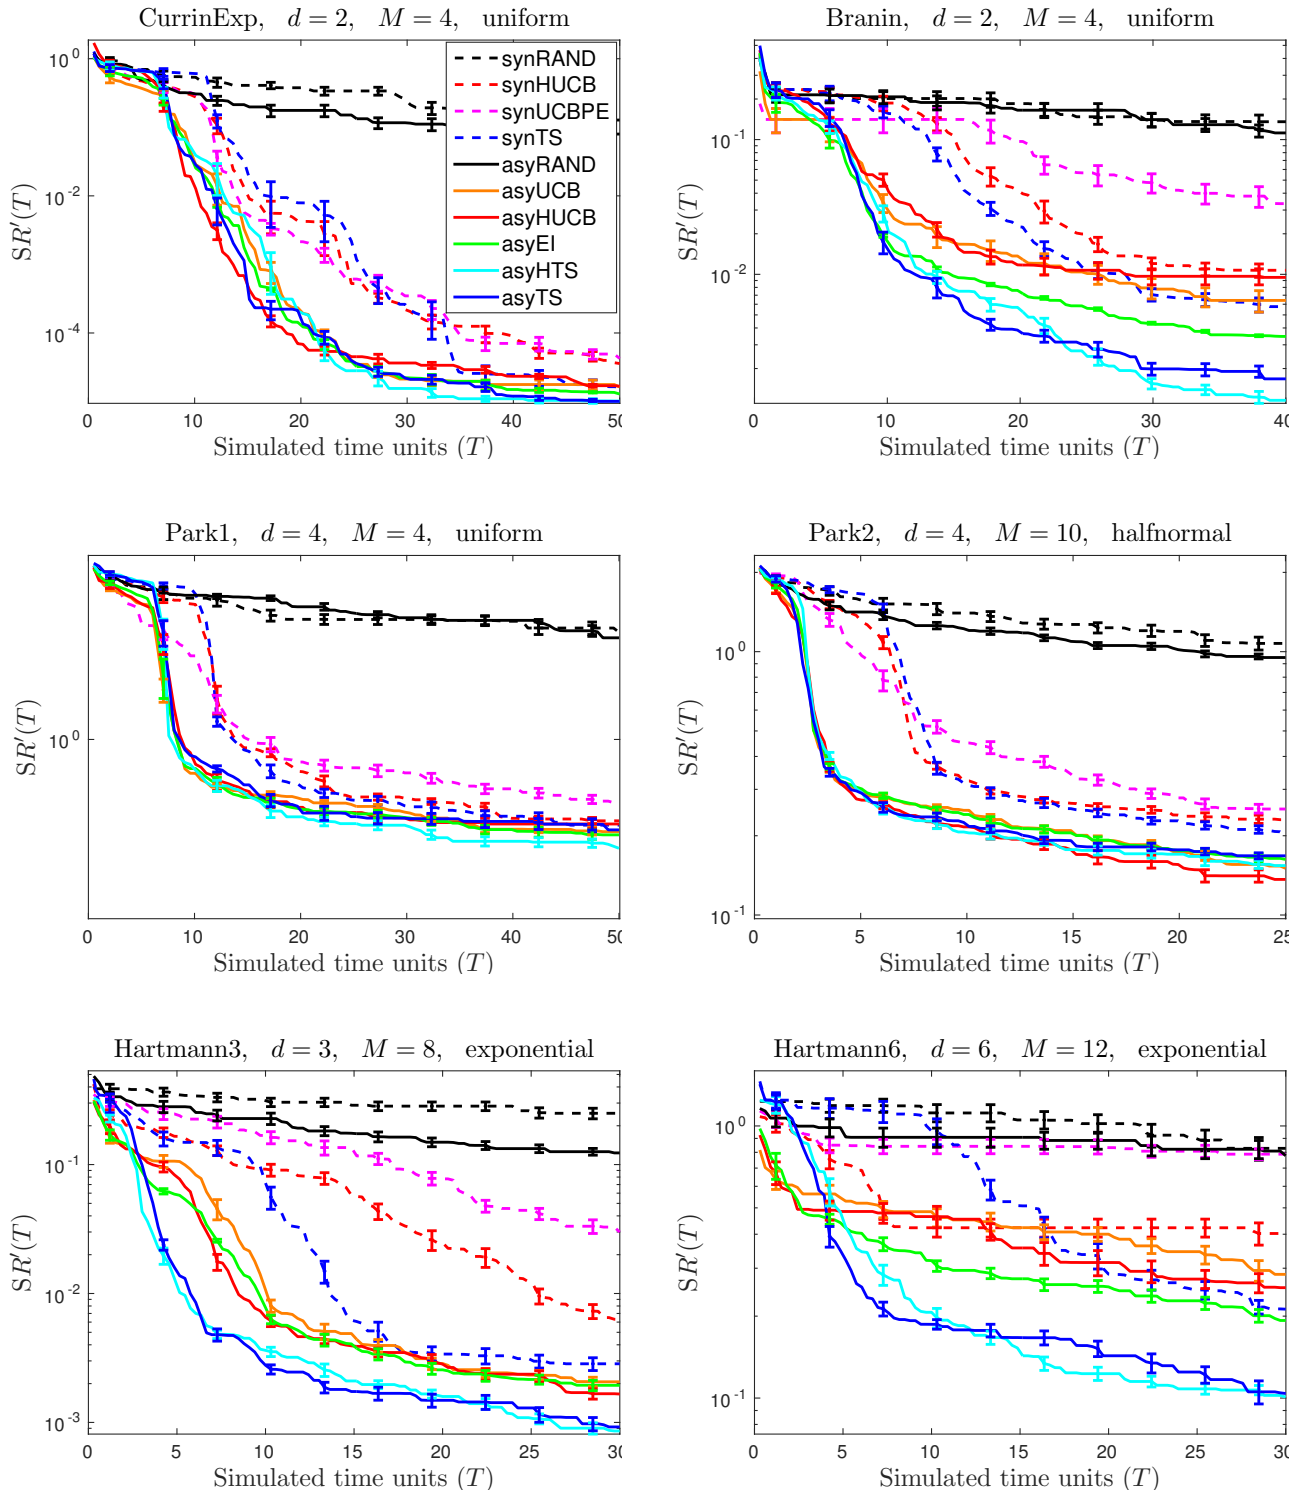 CurrinExp, d = 2, M = 4, uniform
SR′(T)
10^0
10^-2
10^-4
synRAND
synHUCB
synUCBPE
synTS
asyRAND
asyUCB
asyHUCB
asyEI
asyHTS
asyTS
0 10 20 30 40 50
Simulated time units (T)
Branin, d = 2, M = 4, uniform
SR′(T)
10^-1
10^-2
0 10 20 30 40
Simulated time units (T)
Park1, d = 4, M = 4, uniform
SR′(T)
10^0
0 10 20 30 40 50
Simulated time units (T)
Park2, d = 4, M = 10, halfnormal
SR′(T)
10^0
10^-1
0 5 10 15 20 25
Simulated time units (T)
Hartmann3, d = 3, M = 8, exponential
SR′(T)
10^-1
10^-2
10^-3
0 5 10 15 20 25 30
Simulated time units (T)
Hartmann6, d = 6, M = 12, exponential
SR′(T)
10^0
10^-1
0 5 10 15 20 25 30
Simulated time units (T)